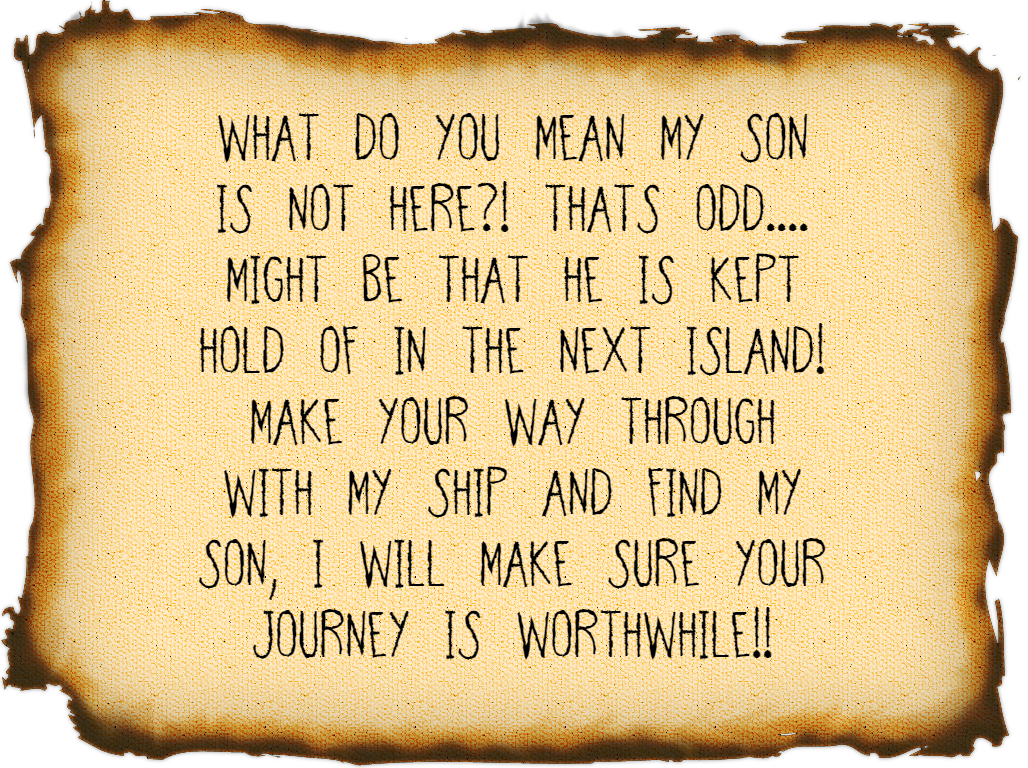 WHAT DO YOU MEAN MY SON
IS NOT HERE?! THATS ODD....
MIGHT BE THAT HE IS KEPT
HOLD OF IN THE NEXT ISLAND!
MAKE YOUR WAY THROUGH
WITH MY SHIP AND FIND MY
SON, I WILL MAKE SURE YOUR
JOURNEY IS WORTHWHILE!!